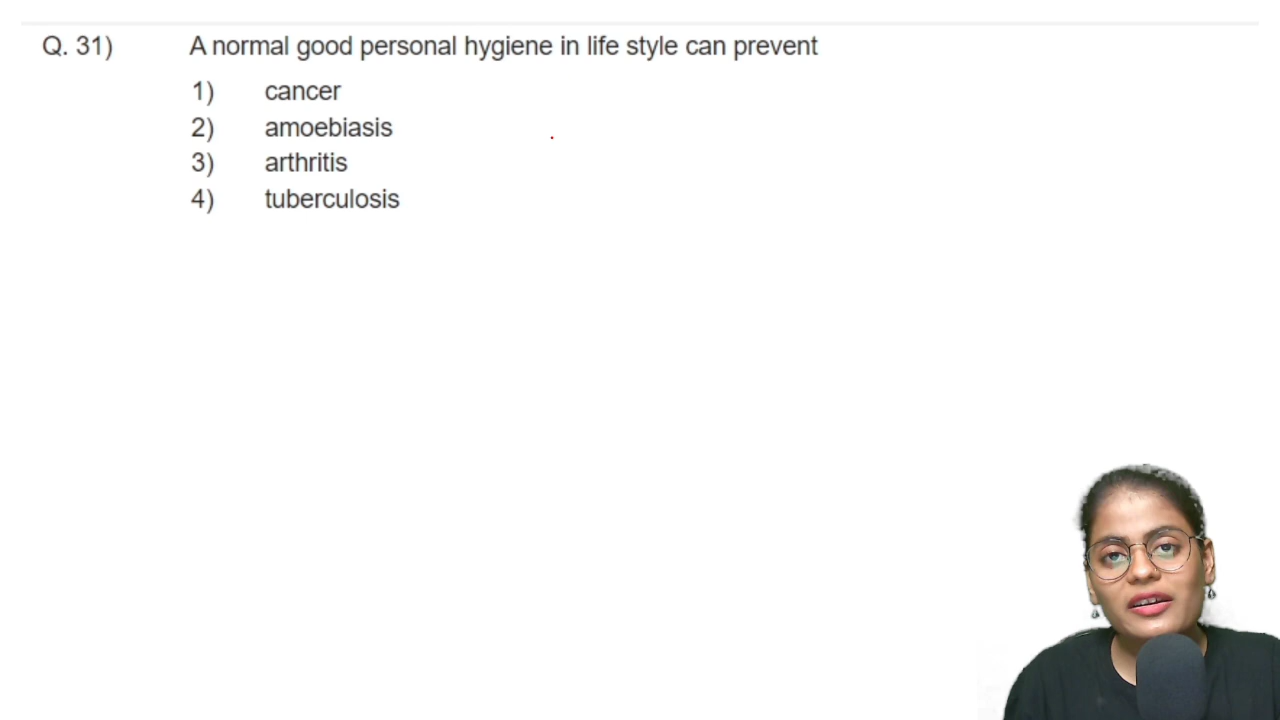 Q. 31) A normal good personal hygiene in life style can prevent
1) cancer
2) amoebiasis
3) arthritis
4) tuberculosis